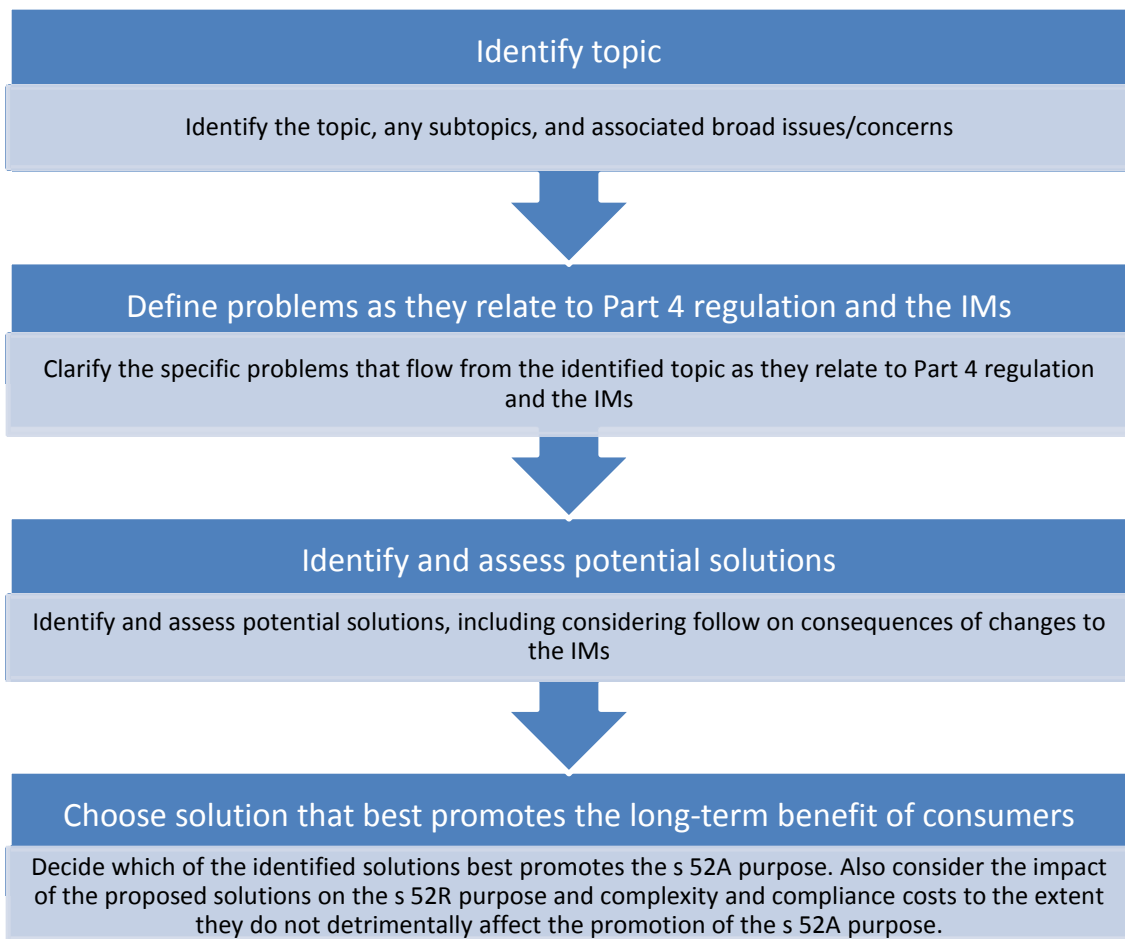 Identify topic
Identify the topic, any subtopics, and associated broad issues/concerns
Define problems as they relate to Part 4 regulation and the IMs
Clarify the specific problems that flow from the identified topic as they relate to Part 4 regulation
and the IMs
Identify and assess potential solutions
Identify and assess potential solutions, including considering follow on consequences of changes to
the IMs
Choose solution that best promotes the long-term benefit of consumers
Decide which of the identified solutions best promotes the s 52A purpose. Also consider the impact
of the proposed solutions on the s 52R purpose and complexity and compliance costs to the extent
they do not detrimentally affect the promotion of the s 52A purpose.